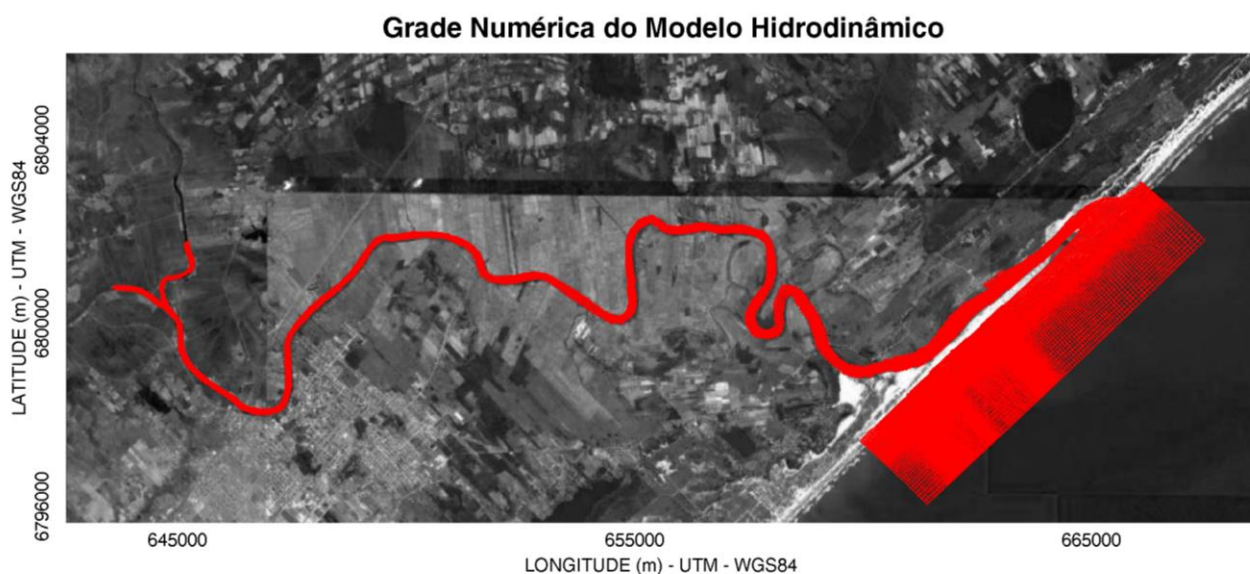 Grade Numérica do Modelo Hidrodinâmico
LATITUDE (m) - UTM - WGS84
6804000
6800000
6796000
645000
655000
665000
LONGITUDE (m) - UTM - WGS84